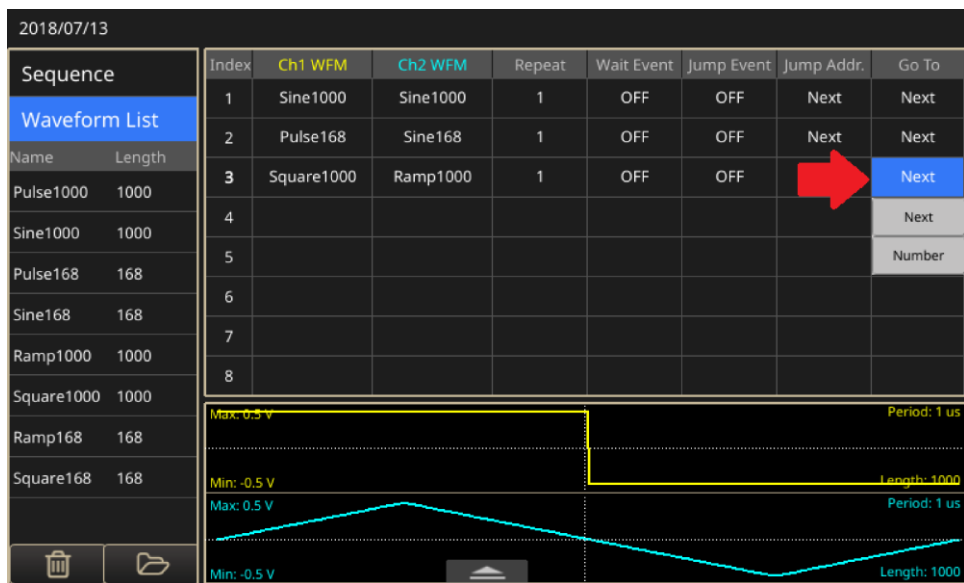 2018/07/13
Sequence
Waveform List
Name Length
Pulse1000 1000
Sine1000 1000
Pulse168 168
Sine168 168
Ramp1000 1000
Square1000 1000
Ramp168 168
Square168 168
Index Ch1 WFM Ch2 WFM Repeat Wait Event Jump Event Jump Addr. Go To
1 Sine1000 Sine1000 1 OFF OFF Next Next
2 Pulse168 Sine168 1 OFF OFF Next Next
3 Square1000 Ramp1000 1 OFF OFF Next
4 Next
5 Number
6
7
8
Max: 0.5 V Period: 1 us
Min: -0.5 V Length: 1000
Max: 0.5 V Period: 1 us
Min: -0.5 V Length: 1000